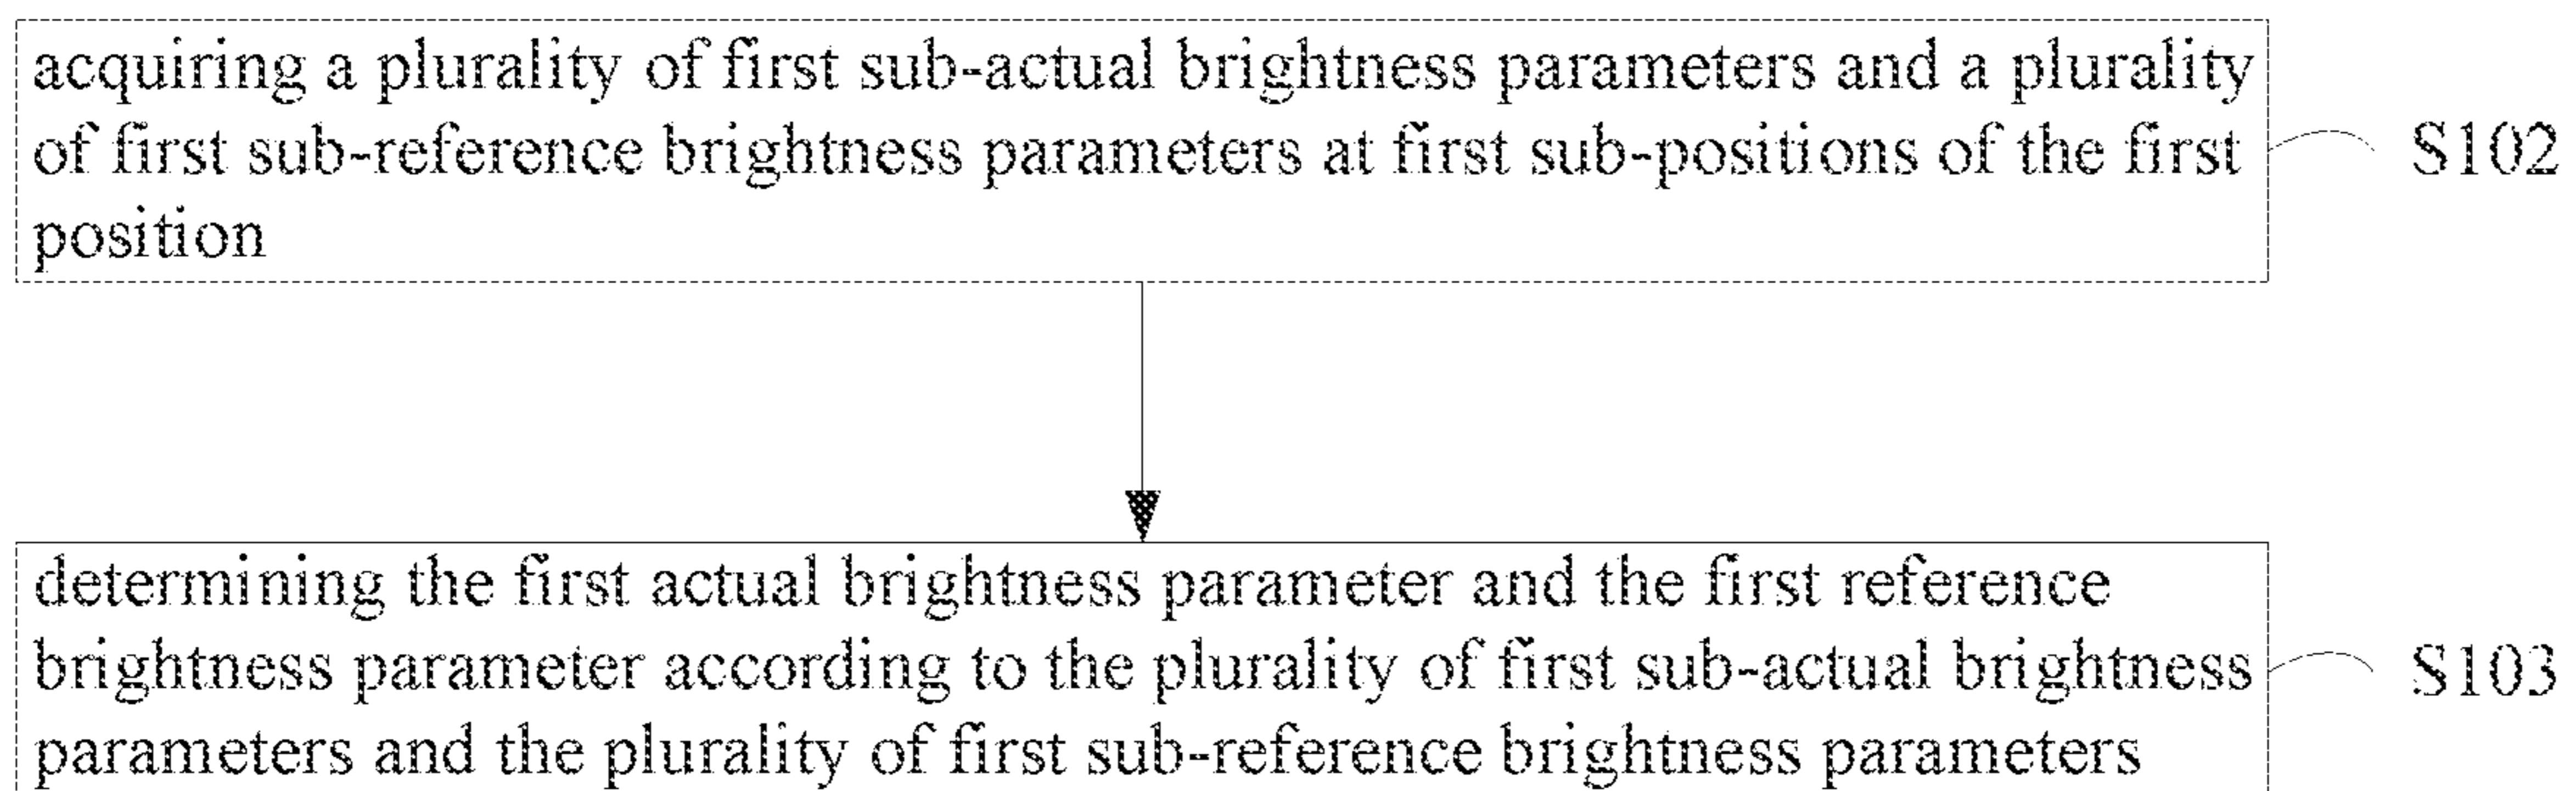 acquiring a plurality of first sub-actual brightness parameters and a plurality
of first sub-reference brightness parameters at first sub-positions of the first
position
S102
determining the first actual brightness parameter and the first reference
brightness parameter according to the plurality of first sub-actual brightness
parameters and the plurality of first sub-reference brightness parameters
S103